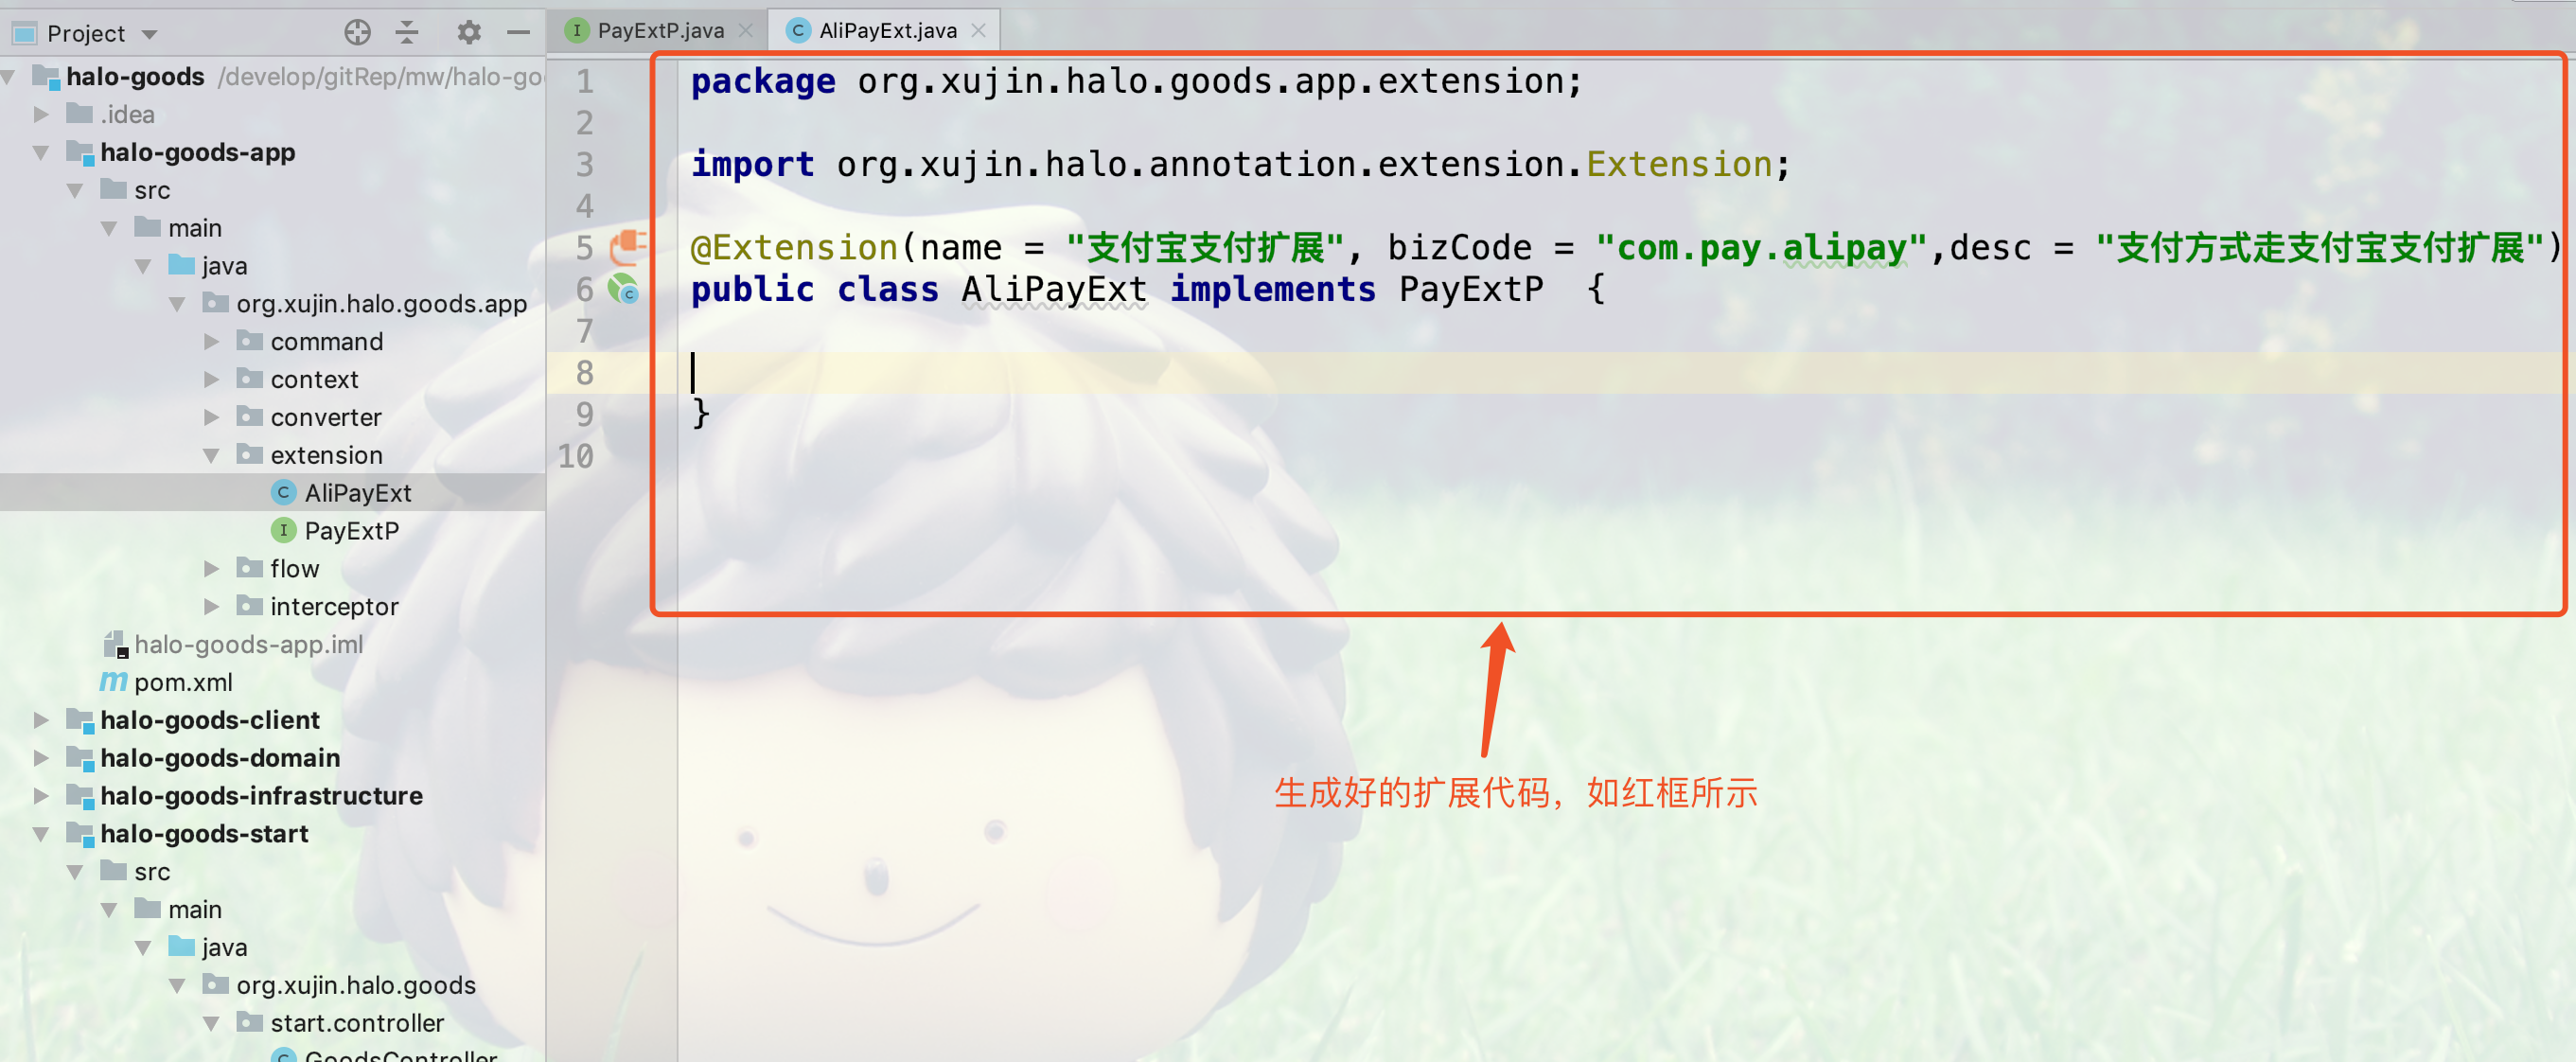 Project
PayExtP.java
AliPayExt.java
halo-goods /develop/gitRep/mw/halo-go
.idea
halo-goods-app
src
main
java
org.xujin.halo.goods.app
command
context
converter
extension
AliPayExt
PayExtP
flow
interceptor
halo-goods-app.iml
pom.xml
halo-goods-client
halo-goods-domain
halo-goods-infrastructure
halo-goods-start
src
main
java
org.xujin.halo.goods
start.controller
GoodsController
1 package org.xujin.halo.goods.app.extension;
2
3 import org.xujin.halo.annotation.extension.Extension;
4
5 @Extension(name = "支付宝支付扩展", bizCode = "com.pay.alipay",desc = "支付方式走支付宝支付扩展")
6 public class AliPayExt implements PayExtP  {
7
8
9 }
10
生成好的扩展代码，如红框所示